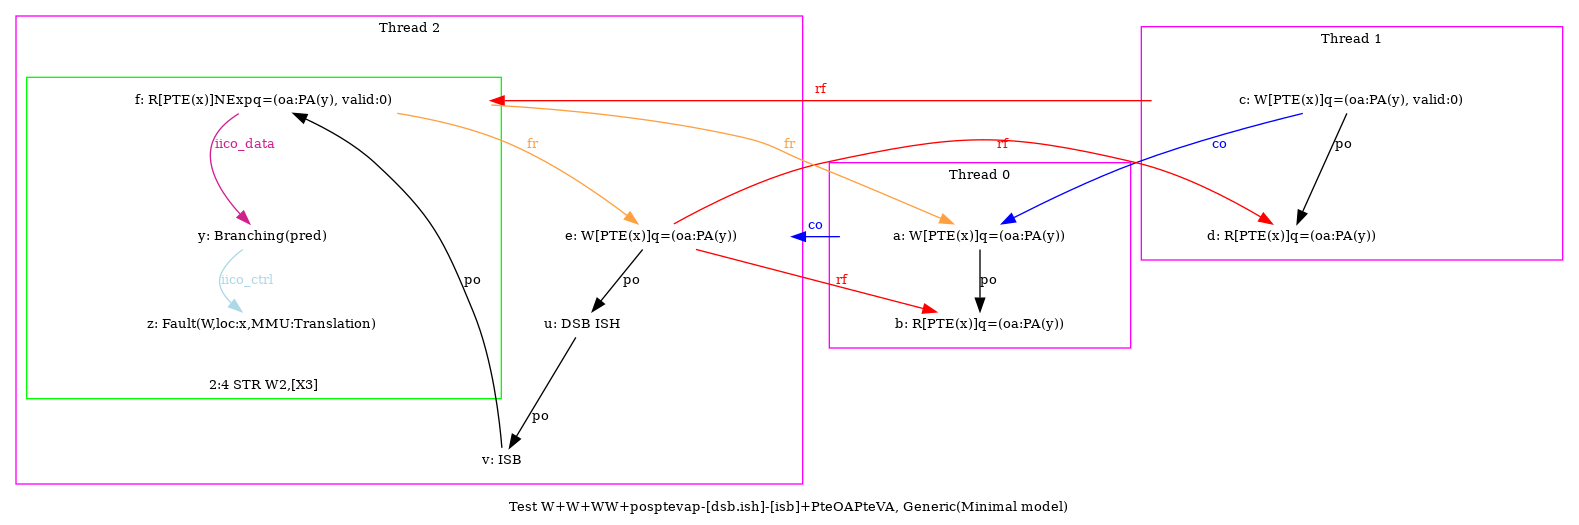 Thread 2
Thread 1
f: R[PTE(x)]NExpq=(oa:PA(y), valid:0)
rf
c: W[PTE(x)]q=(oa:PA(y), valid:0)
iico_data
fr
fr
rf
co
po
Thread 0
y: Branching(pred)
e: W[PTE(x)]q=(oa:PA(y))
co
a: W[PTE(x)]q=(oa:PA(y))
d: R[PTE(x)]q=(oa:PA(y))
iico_ctrl
po
po
rf
po
z: Fault(W,loc:x,MMU:Translation)
u: DSB ISH
b: R[PTE(x)]q=(oa:PA(y))
2:4 STR W2,[X3]
po
v: ISB
Test W+W+WW+posptevap-[dsb.ish]-[isb]+PteOAPteVA, Generic(Minimal model)